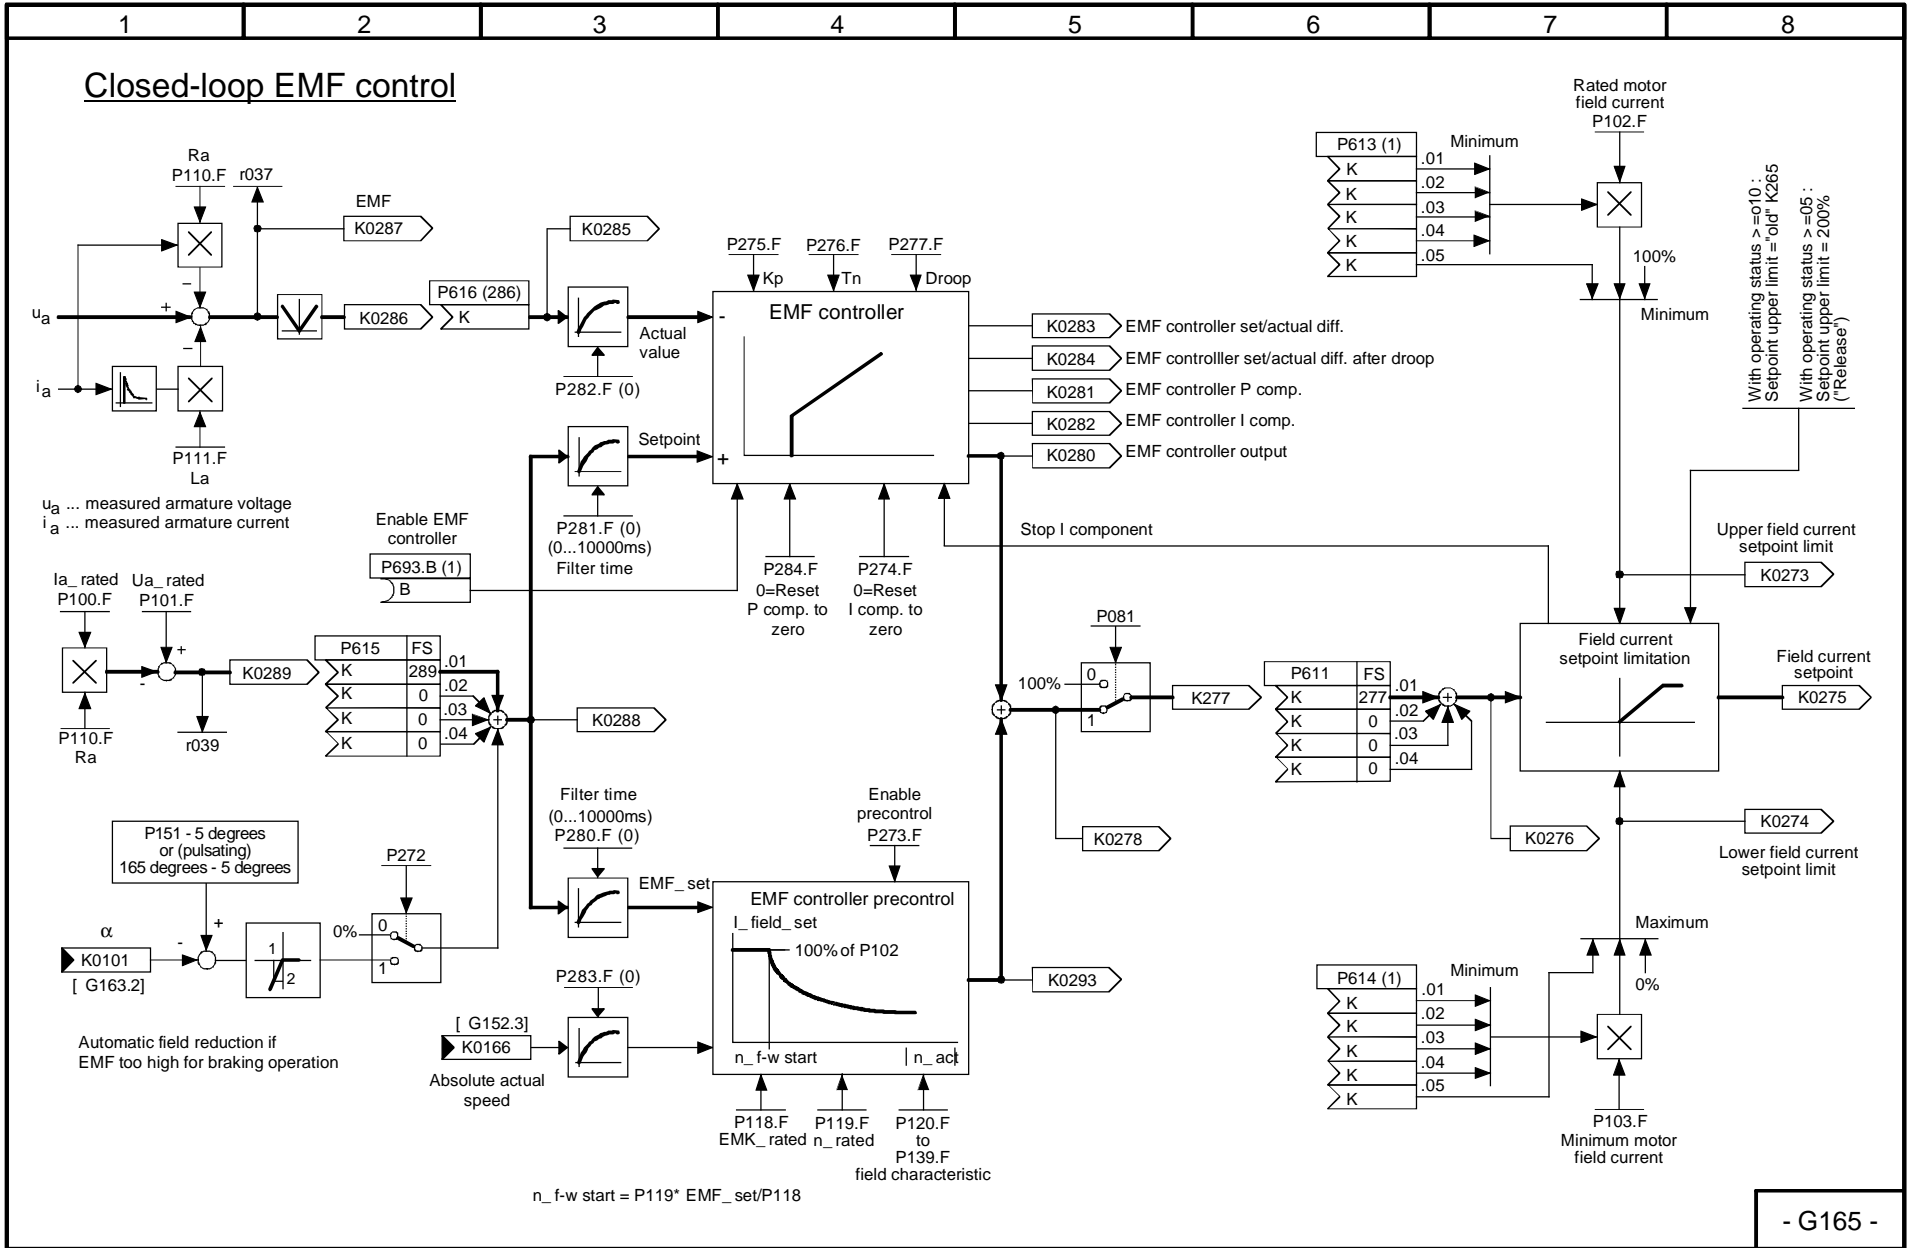 1 2 3 4 5 6 7 8
Closed-loop EMF control
Ra
P110.F
r037
EMF
K0287
ua
+
–
–
K0286
P616 (286)
K
K0285
Actual
value
P282.F (0)
ia
P111.F
La
ua ... measured armature voltage
ia ... measured armature current
P275.F
P276.F
P277.F
Kp
Tn
Droop
EMF controller
-
+
Setpoint
P281.F (0)
(0...10000ms)
Filter time
K0283
EMF controller set/actual diff.
K0284
EMF controlller set/actual diff. after droop
K0281
EMF controller P comp.
K0282
EMF controller I comp.
K0280
EMF controller output
Enable EMF
controller
P693.B (1)
B
P284.F
0=Reset
P comp. to
zero
P274.F
0=Reset
I comp. to
zero
Stop I component
Ia_ rated
P100.F
Ua_ rated
P101.F
+
-
P110.F
Ra
r039
K0289
P615 FS
K 289 .01
K 0 .02
K 0 .03
K 0 .04
+
K0288
P151 - 5 degrees
or (pulsating)
165 degrees - 5 degrees
α
K0101
[ G163.2]
-
+
1
2
P272
0%
0
1
Automatic field reduction if
EMF too high for braking operation
Filter time
(0...10000ms)
P280.F (0)
EMF_ set
P283.F (0)
[ G152.3]
K0166
Absolute actual
speed
Enable
precontrol
P273.F
EMF controller precontrol
I_ field_ set
100% of P102
n_ f-w start
n_ act
P118.F
EMK_ rated
P119.F
n_ rated
P120.F
to
P139.F
field characteristic
n_ f-w start = P119* EMF_ set/P118
K0293
+
K0278
P081
100%
0
1
K277
P611 FS
K 277 .01
K 0 .02
K 0 .03
K 0 .04
+
K0276
P613 (1)
Minimum
K .01
K .02
K .03
K .04
K .05
Rated motor
field current
P102.F
100%
Minimum
With operating status > =o10 :
Setpoint upper limit ="old" K265
With operating status > =05 :
Setpoint upper limit = 200%
("Release")
Upper field current
setpoint limit
K0273
Field current
setpoint limitation
Field current
setpoint
K0275
K0274
Lower field current
setpoint limit
Maximum
0%
P614 (1)
Minimum
K .01
K .02
K .03
K .04
K .05
P103.F
Minimum motor
field current
- G165 -